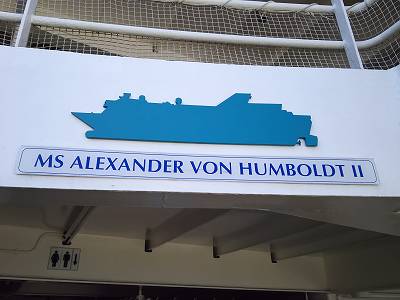 MS ALEXANDER VON HUMBOLDT II